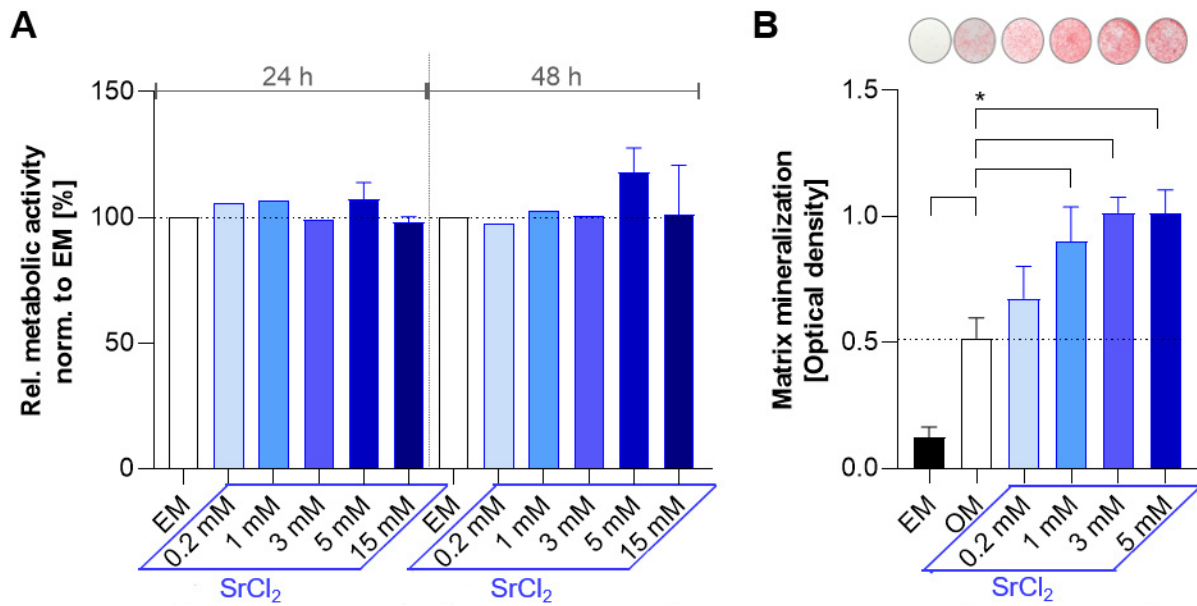 A
24 h
48 h
150
100
50
0
Rel. metabolic activity
norm. to EM [%]
EM
0.2 mM
1 mM
3 mM
5 mM
15 mM
EM
0.2 mM
1 mM
3 mM
5 mM
15 mM
SrCl₂
SrCl₂
B
1.5
*
1.0
0.5
0.0
Matrix mineralization
[Optical density]
EM
OM
0.2 mM
1 mM
3 mM
5 mM
SrCl₂